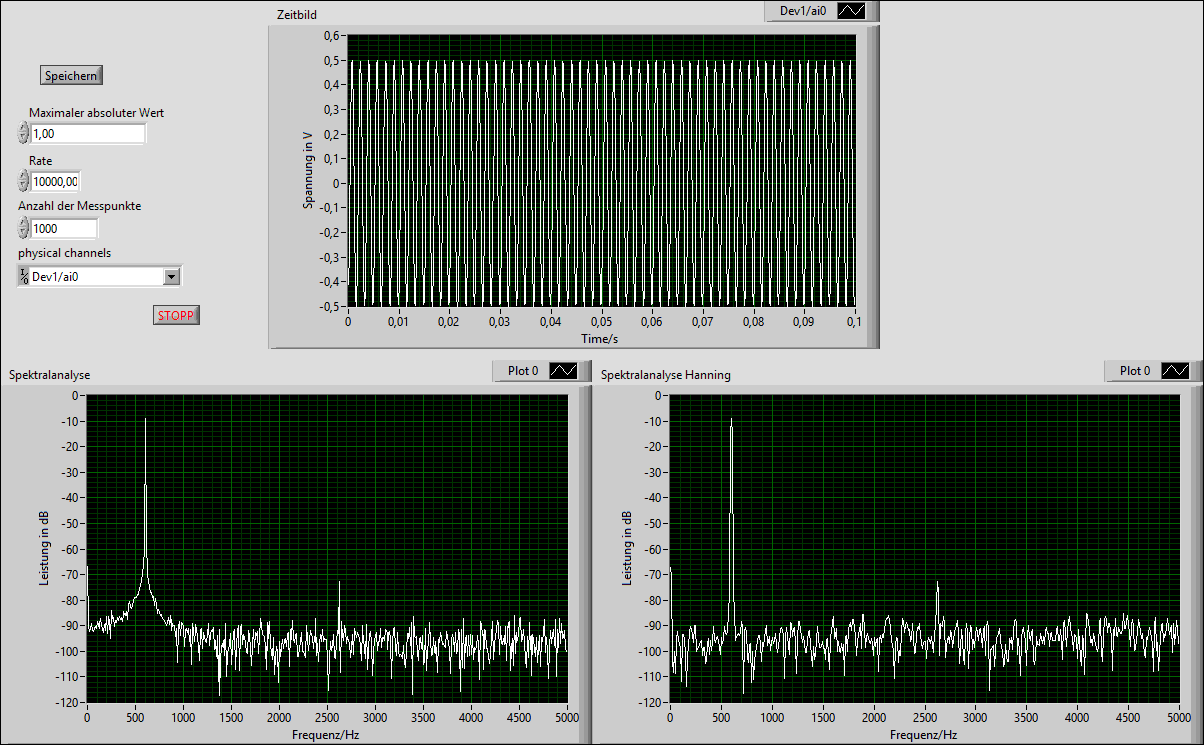 Zeitbild
Dev1/ai0
Speichern
Maximaler absoluter Wert
1,00
Rate
10000,00
Anzahl der Messpunkte
1000
physical channels
I/0 Dev1/ai0
STOPP
Spannung in V
0,6
0,5
0,4
0,3
0,2
0,1
0
-0,1
-0,2
-0,3
-0,4
-0,5
0 0,01 0,02 0,03 0,04 0,05 0,06 0,07 0,08 0,09 0,1
Time/s
Spektralanalyse
Plot 0
Leistung in dB
0
-10
-20
-30
-40
-50
-60
-70
-80
-90
-100
-110
-120
0 500 1000 1500 2000 2500 3000 3500 4000 4500 5000
Frequenz/Hz
Spektralanalyse Hanning
Plot 0
Leistung in dB
0
-10
-20
-30
-40
-50
-60
-70
-80
-90
-100
-110
-120
0 500 1000 1500 2000 2500 3000 3500 4000 4500 5000
Frequenz/Hz